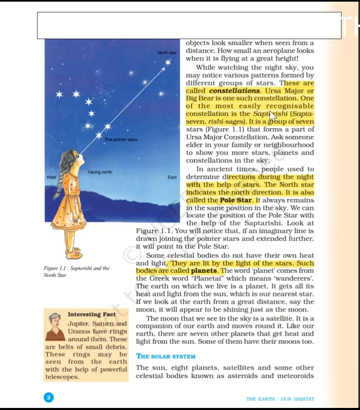 objects look smaller when seen from a
distance. How small an aeroplane looks
when it is flying at a great height!
While watching the night sky, you
may notice various patterns formed by
different groups of stars. These are
called constellations. Ursa Major or
Big Bear is one such constellation. One
of the most easily recognisable
constellation is the Saptarishi (Sapta-
seven, rishi-sages). It is a group of seven
stars (Figure 1.1) that forms a part of
Ursa Major Constellation. Ask someone
elder in your family or neighbourhood
to show you more stars, planets and
constellations in the sky.
In ancient times, people used to
determine directions during the night
with the help of stars. The North star
indicates the north direction. It is also
called the Pole Star. It always remains
in the same position in the sky. We can
locate the position of the Pole Star with
the help of the Saptarishi. Look at
Figure 1.1. You will notice that, if an imaginary line is
drawn joining the pointer stars and extended further,
it will point to the Pole Star.
Some celestial bodies do not have their own heat
and light. They are lit by the light of the stars. Such
bodies are called planets. The word 'planet' comes from
the Greek word "Planetai" which means 'wanderers'.
The earth on which we live is a planet. It gets all its
heat and light from the sun, which is our nearest star.
If we look at the earth from a great distance, say the
moon, it will appear to be shining just as the moon.
The moon that we see in the sky is a satellite. It is a
companion of our earth and moves round it. Like our
earth, there are seven other planets that get heat and
light from the sun. Some of them have their moons too.
THE SOLAR SYSTEM
The sun, eight planets, satellites and some other
celestial bodies known as asteroids and meteoroids
North star
The pointer stars
Facing north
West
East
Figure 1.1 : Saptarishi and the
North Star
Interesting Fact
Jupiter, Saturn and
Uranus have rings
around them. These
are belts of small debris.
These rings may be
seen from the earth
with the help of powerful
telescopes.
2
THE EARTH : OUR HABITAT